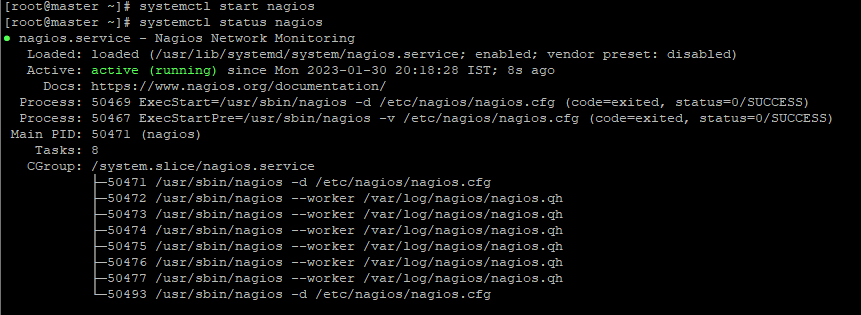 [root@master ~]# systemctl start nagios
[root@master ~]# systemctl status nagios
● nagios.service - Nagios Network Monitoring
   Loaded: loaded (/usr/lib/systemd/system/nagios.service; enabled; vendor preset: disabled)
   Active: active (running) since Mon 2023-01-30 20:18:28 IST; 8s ago
     Docs: https://www.nagios.org/documentation/
  Process: 50469 ExecStart=/usr/sbin/nagios -d /etc/nagios/nagios.cfg (code=exited, status=0/SUCCESS)
  Process: 50467 ExecStartPre=/usr/sbin/nagios -v /etc/nagios/nagios.cfg (code=exited, status=0/SUCCESS)
 Main PID: 50471 (nagios)
    Tasks: 8
   CGroup: /system.slice/nagios.service
           ├─50471 /usr/sbin/nagios -d /etc/nagios/nagios.cfg
           ├─50472 /usr/sbin/nagios --worker /var/log/nagios/nagios.qh
           ├─50473 /usr/sbin/nagios --worker /var/log/nagios/nagios.qh
           ├─50474 /usr/sbin/nagios --worker /var/log/nagios/nagios.qh
           ├─50475 /usr/sbin/nagios --worker /var/log/nagios/nagios.qh
           ├─50476 /usr/sbin/nagios --worker /var/log/nagios/nagios.qh
           ├─50477 /usr/sbin/nagios --worker /var/log/nagios/nagios.qh
           └─50493 /usr/sbin/nagios -d /etc/nagios/nagios.cfg